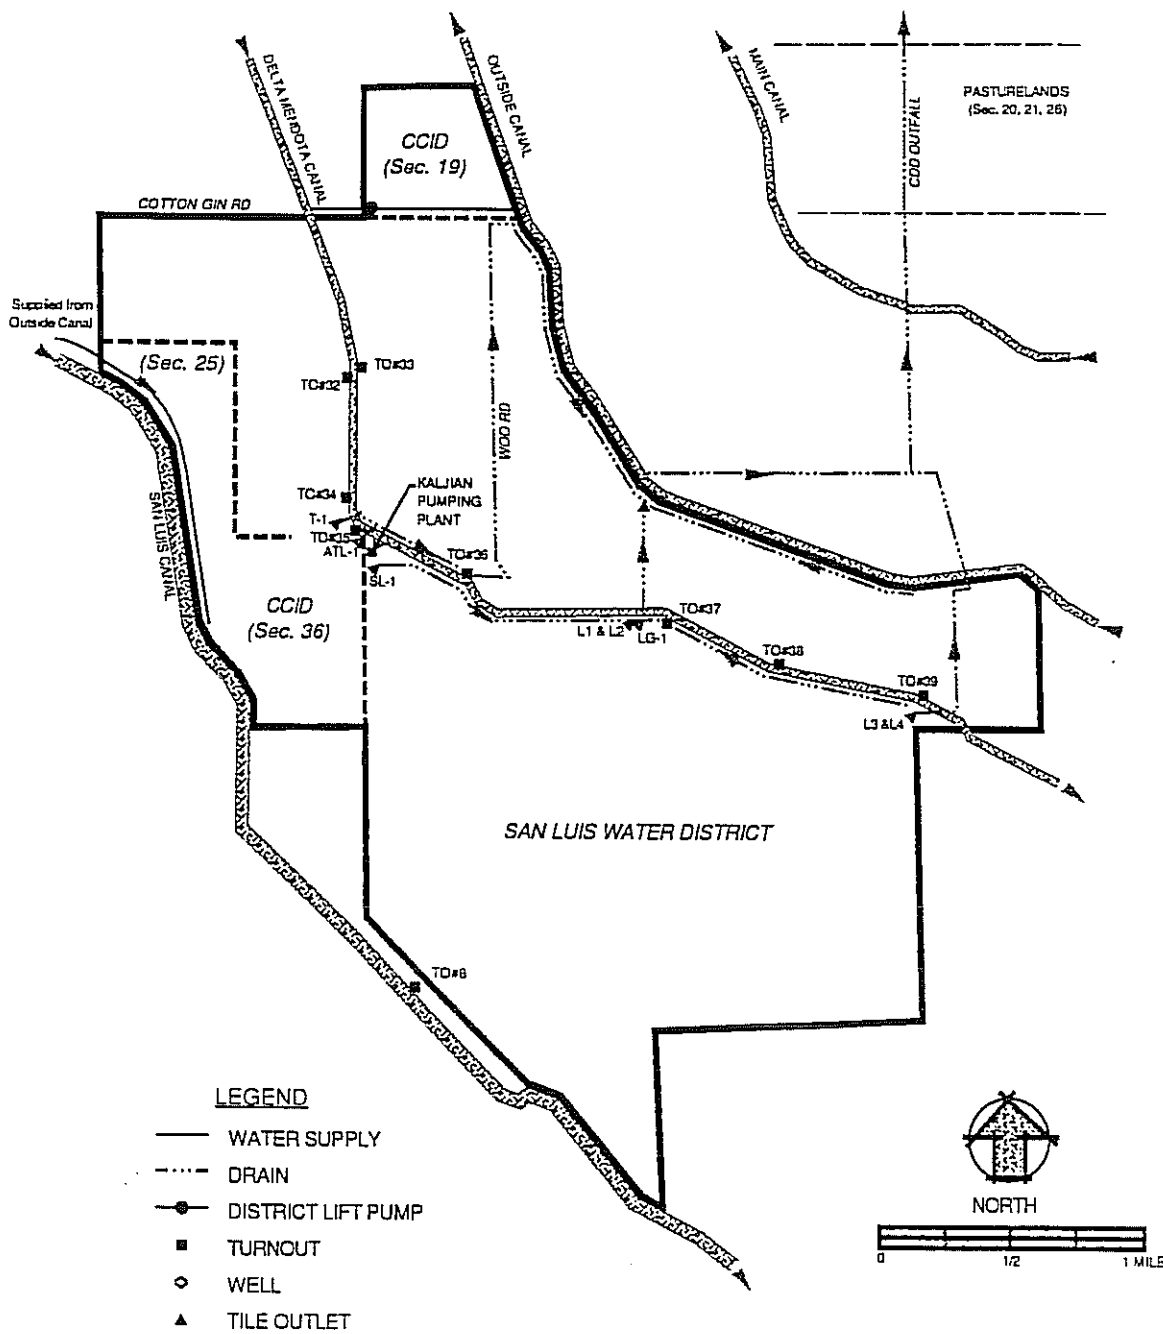 DELTA MENDOTA CANAL
OUTSIDE CANAL
MAIN CANAL
CDD OUTFALL
PASTURELANDS
(Sec. 20, 21, 26)
CCID
(Sec. 19)
COTTON GIN RD
Supplied from
Outside Canal
(Sec. 25)
TO#33
TO#32
WOO RD
SAN LUIS CANAL
TO#34
KALJIAN
PUMPING
PLANT
T-1
TO#35
ATL-1
TO#36
SL-1
CCID
(Sec. 36)
TO#37
L1 & L2
LG-1
TO#38
TO#39
L3 &L4
SAN LUIS WATER DISTRICT
TO#8
LEGEND
WATER SUPPLY
DRAIN
DISTRICT LIFT PUMP
TURNOUT
WELL
TILE OUTLET
NORTH
0 1/2 1 MILE